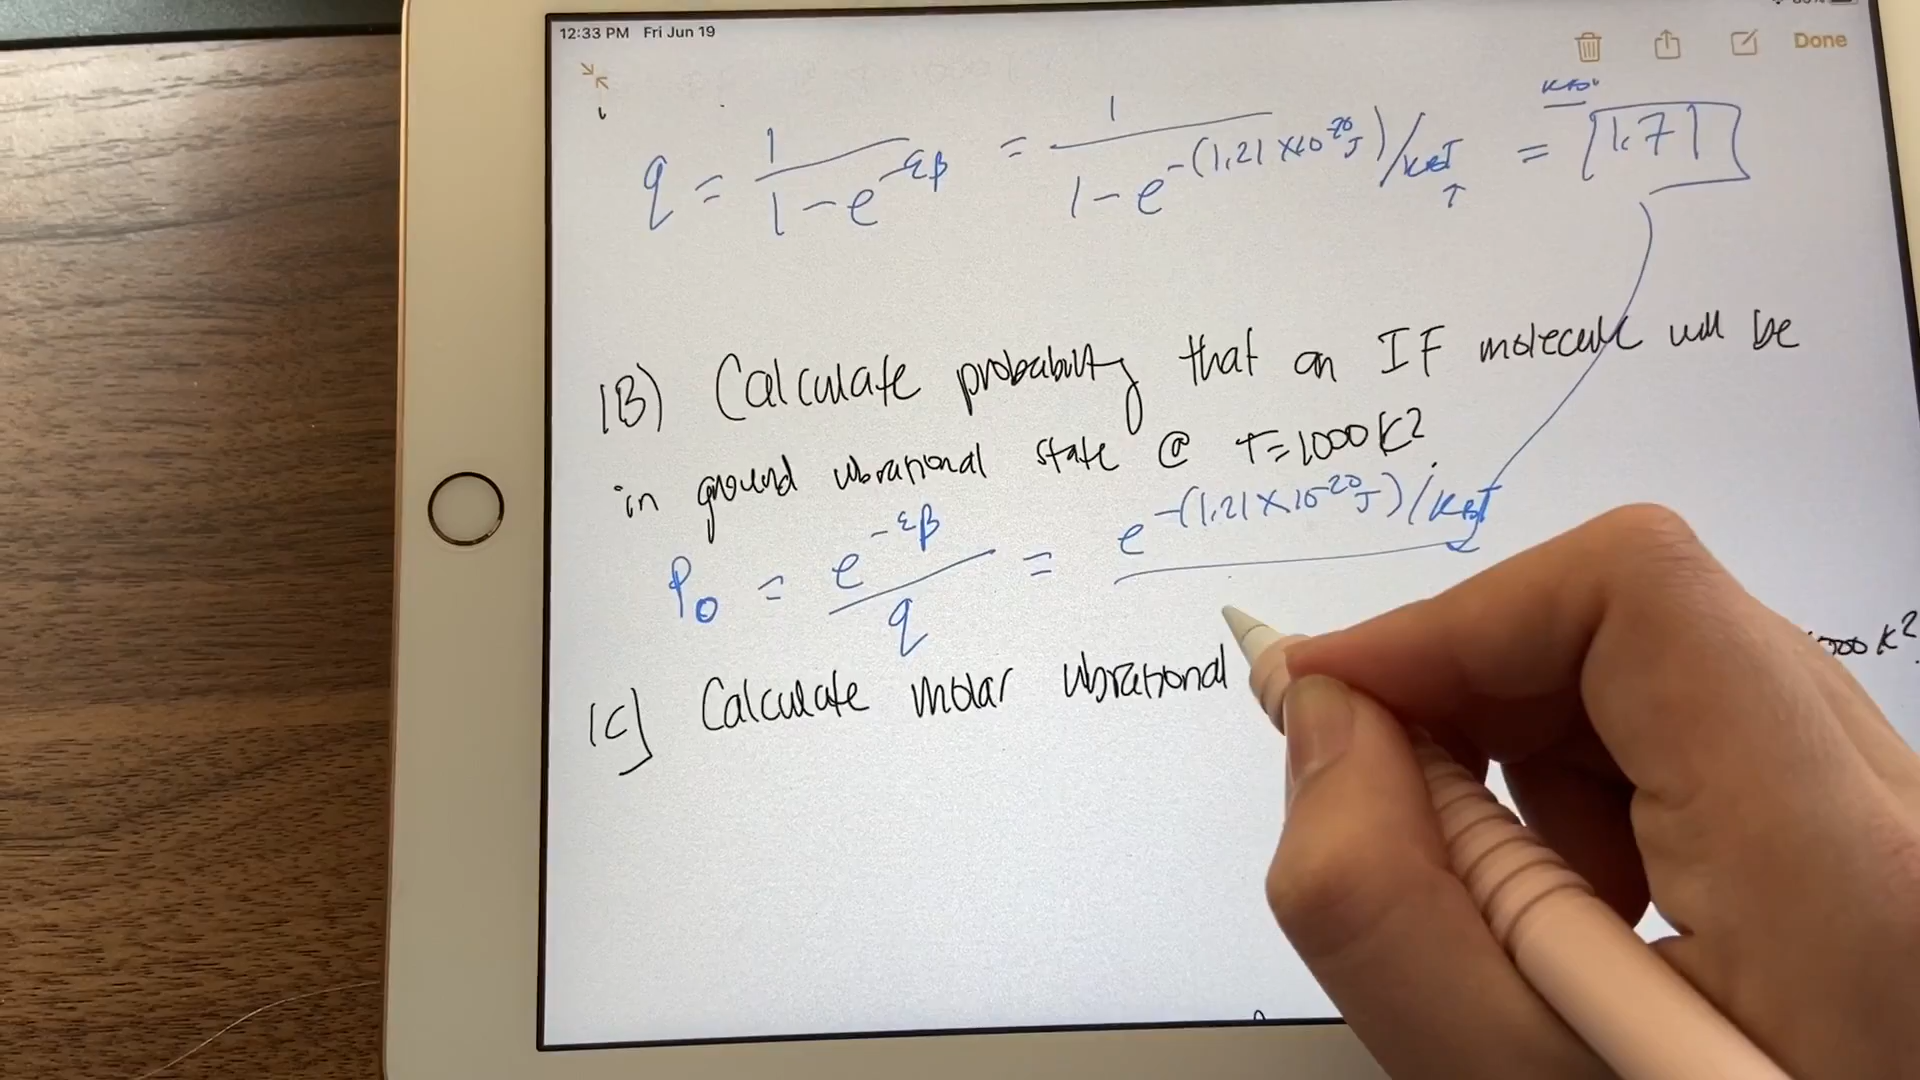 12:33 PM Fri Jun 19
Done
q = 1 / 1 - e^-εβ = 1 / 1 - e^-(1.21 x10^-20 J)/KBT = 1.71
1B) Calculate probability that an IF molecule will be
in ground vibrational state @ T=1000K?
P0 = e^-εβ / q = e^-(1.21 x 10^-20 J)/KBT
1C) Calculate molar vibrational K?